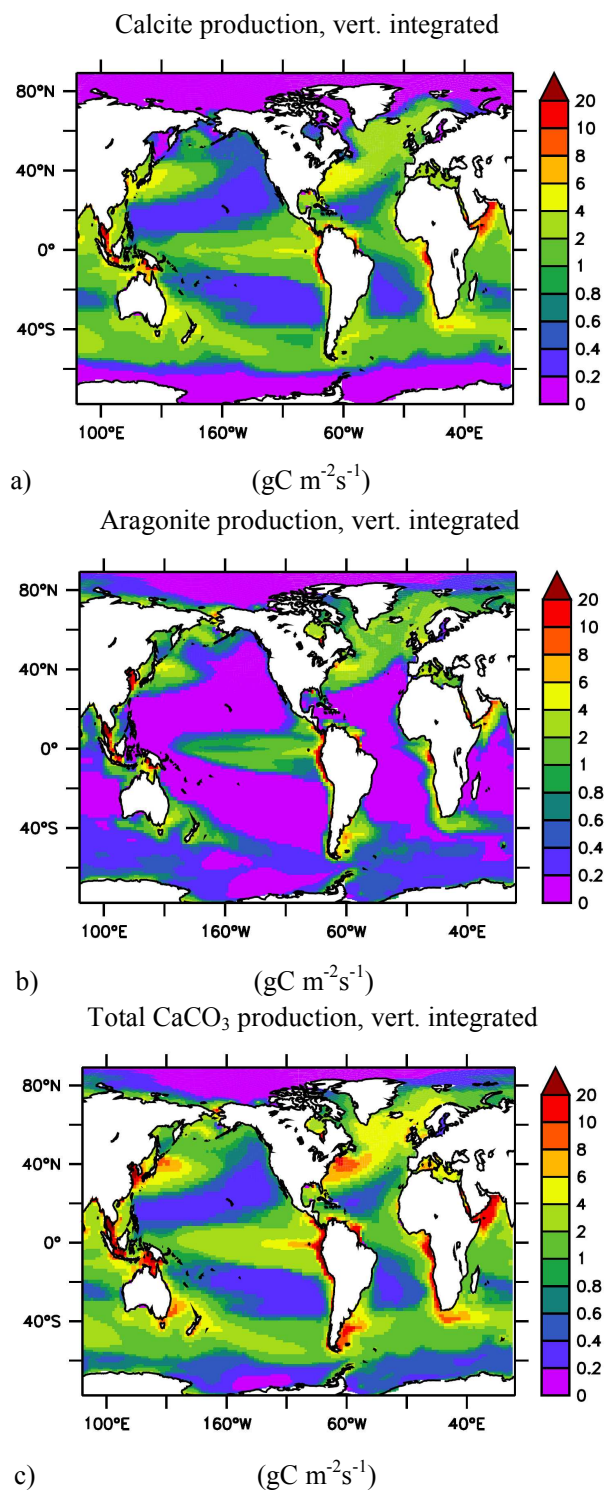 Calcite production, vert. integrated
80°N
40°N
0°
40°S
100°E 160°W 60°W 40°E
20
10
8
6
4
2
1
0.8
0.6
0.4
0.2
0
a) (gC m⁻²s⁻¹)
Aragonite production, vert. integrated
80°N
40°N
0°
40°S
100°E 160°W 60°W 40°E
20
10
8
6
4
2
1
0.8
0.6
0.4
0.2
0
b) (gC m⁻²s⁻¹)
Total CaCO₃ production, vert. integrated
80°N
40°N
0°
40°S
100°E 160°W 60°W 40°E
20
10
8
6
4
2
1
0.8
0.6
0.4
0.2
0
c) (gC m⁻²s⁻¹)